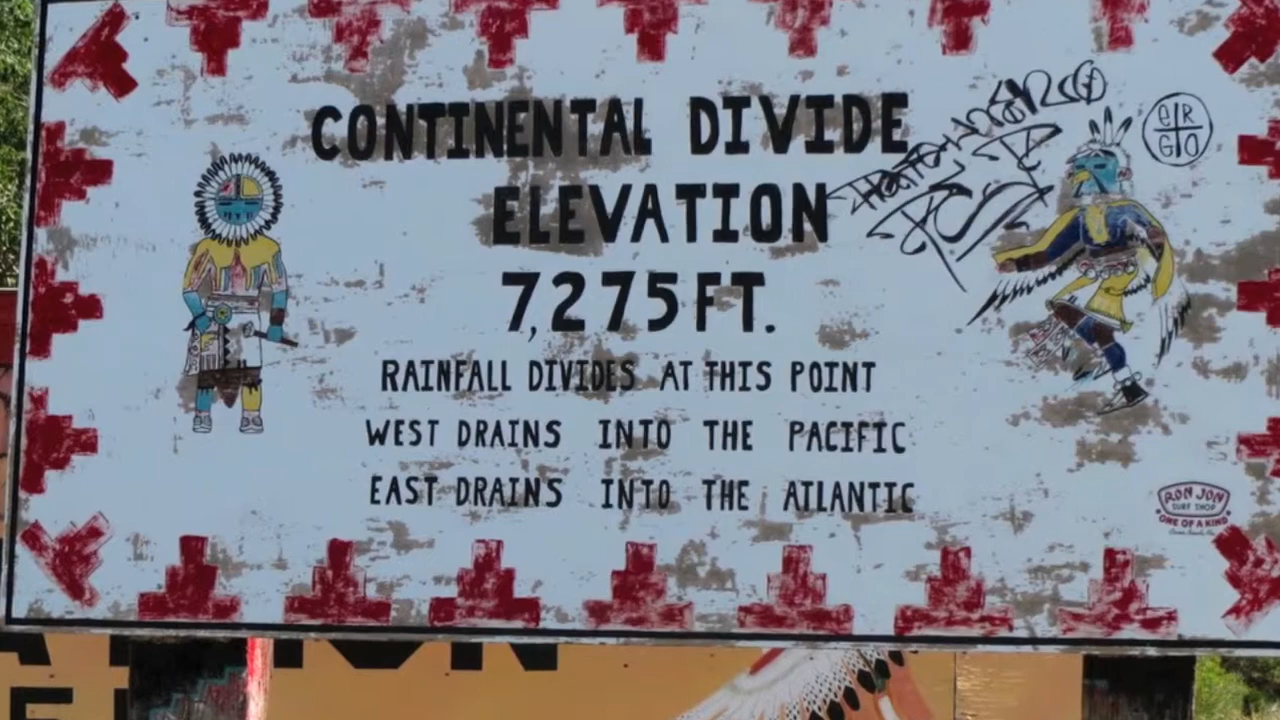 CONTINENTAL DIVIDE
ELEVATION
7,275 FT.
RAINFALL DIVIDES AT THIS POINT
WEST DRAINS INTO THE PACIFIC
EAST DRAINS INTO THE ATLANTIC
e R
G O
RON JON
SURF SHOP
ONE OF A KIND